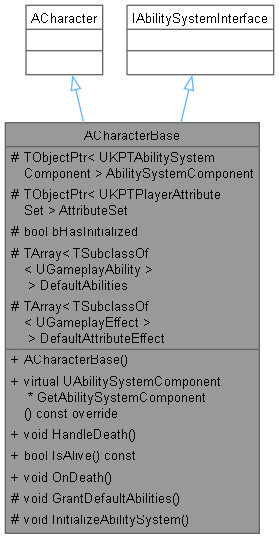 ACharacter
IAbilitySystemInterface
ACharacterBase
# TObjectPtr< UKPTAbilitySystem
Component > AbilitySystemComponent
# TObjectPtr< UKPTPlayerAttribute
Set > AttributeSet
# bool bHasInitialized
# TArray< TSubclassOf
< UGameplayAbility >
> DefaultAbilities
# TArray< TSubclassOf
< UGameplayEffect >
> DefaultAttributeEffect
+ ACharacterBase()
+ virtual UAbilitySystemComponent
* GetAbilitySystemComponent
() const override
+ void HandleDeath()
+ bool IsAlive() const
+ void OnDeath()
# void GrantDefaultAbilities()
# void InitializeAbilitySystem()